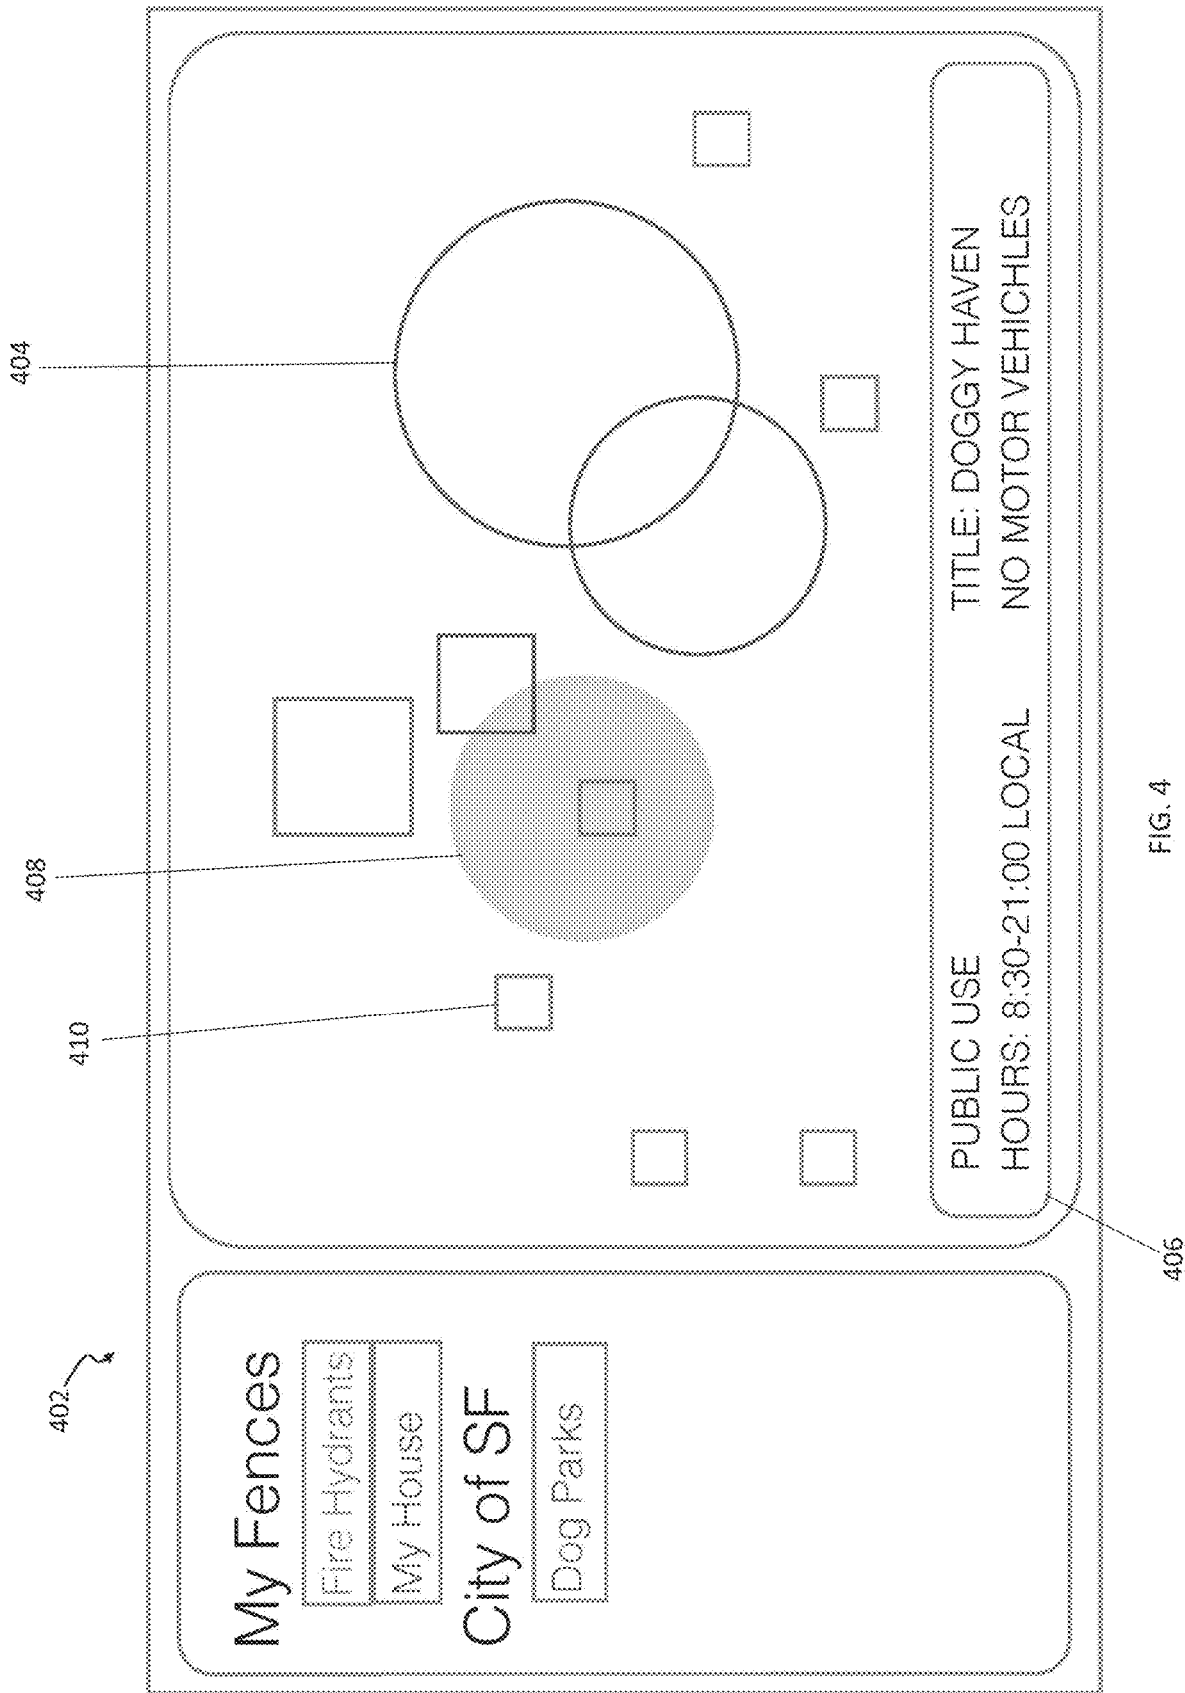 402
My Fences
Fire Hydrants
My House
City of SF
Dog Parks
410
408
404
PUBLIC USE
HOURS: 8:30-21:00 LOCAL
TITLE: DOGGY HAVEN
NO MOTOR VEHICHLES
406
FIG. 4